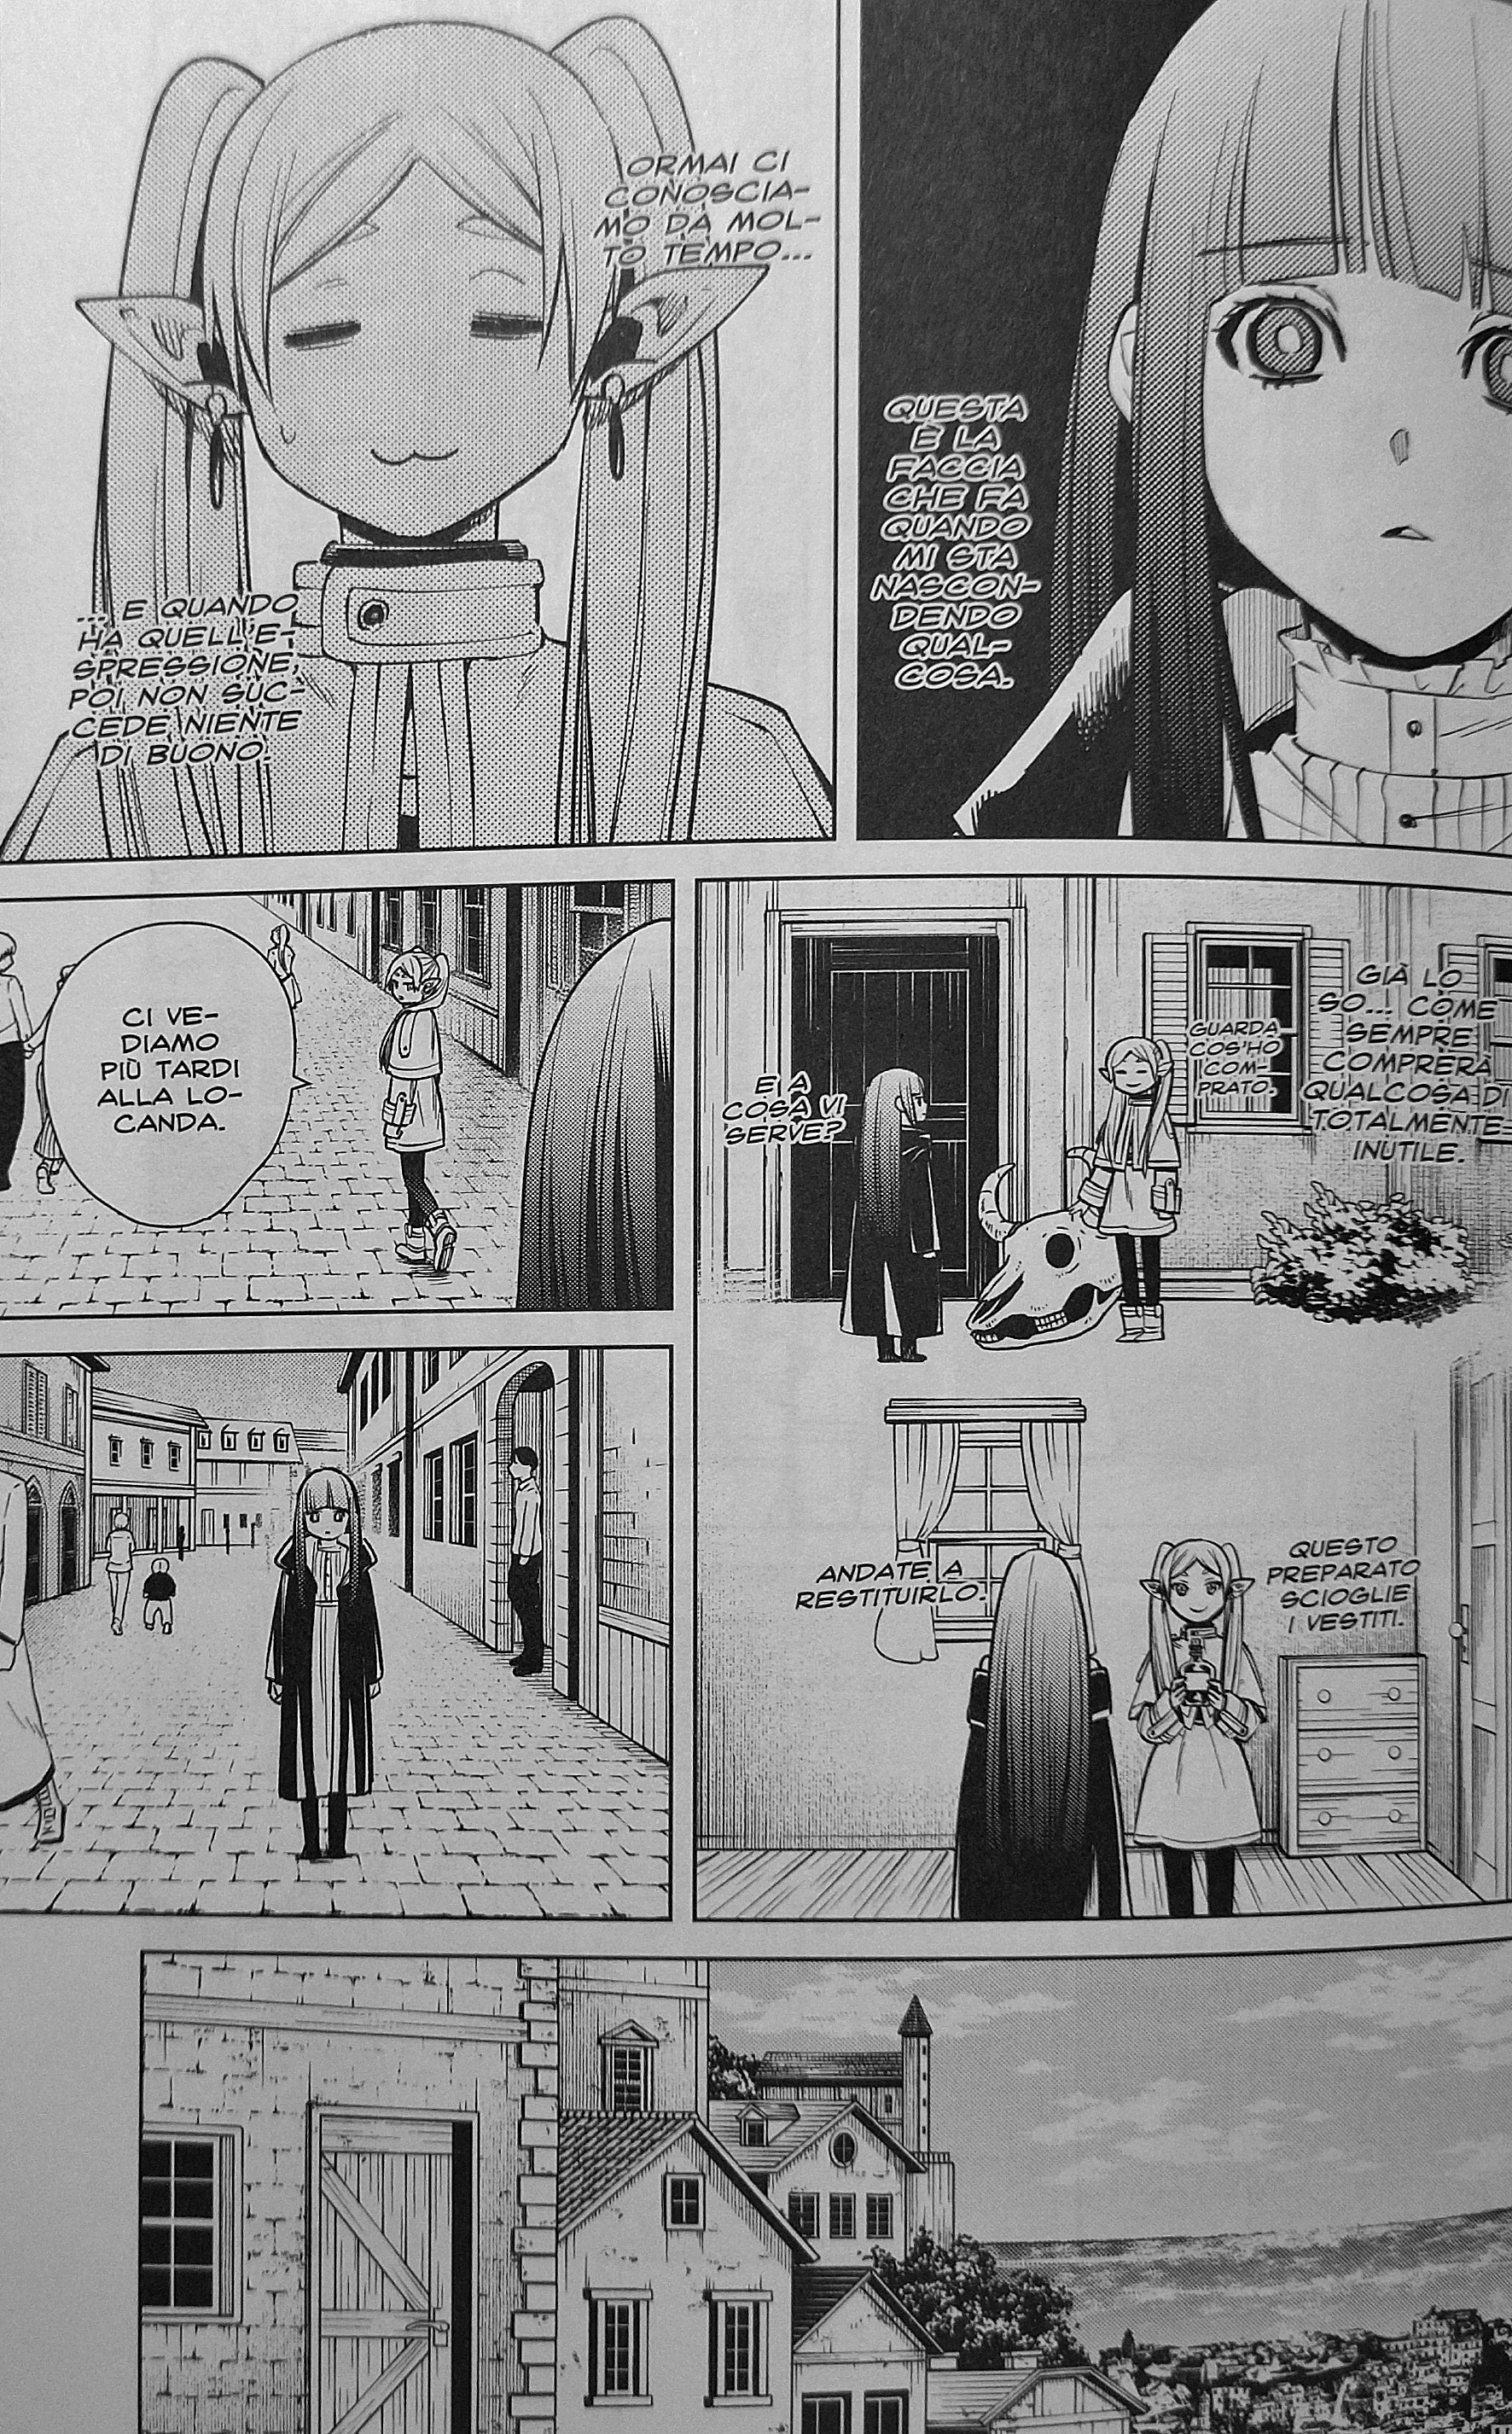 QUESTA
È LA
FACCIA
CHE FA
QUANDO
MI STA
NASCON-
DENDO
QUAL-
COSA.
ORMAI CI
CONOSCIA-
MO DA MOL-
TO TEMPO...
... E QUANDO
HA QUELL'E-
SPRESSIONE,
POI NON SUC-
CEDE NIENTE
DI BUONO.
GIÀ LO
SO... COME
SEMPRE
COMPRERÀ
QUALCOSA DI
TOTALMENTE
INUTILE.
GUARDA
COS'HO
COM-
PRATO.
E A
COSA VI
SERVE?
QUESTO
PREPARATO
SCIOGLIE
I VESTITI.
ANDATE A
RESTITUIRLO.
CI VE-
DIAMO
PIÙ TARDI
ALLA LO-
CANDA.